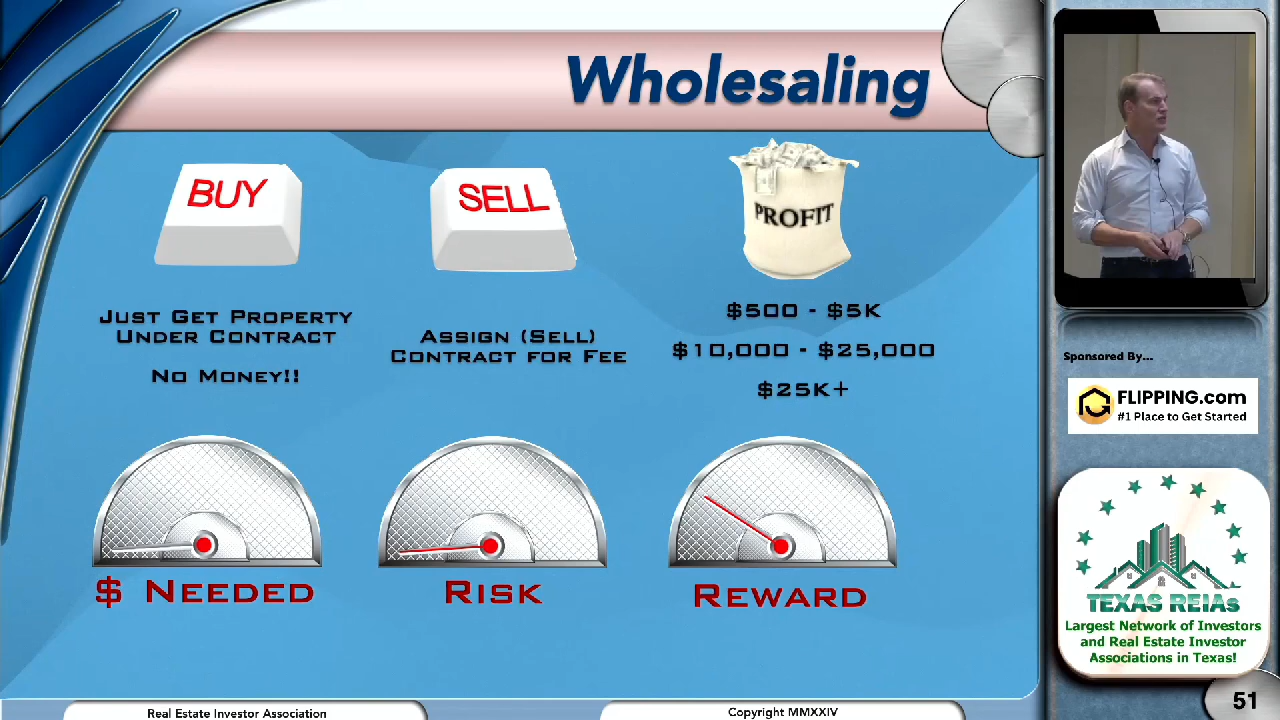 Wholesaling
BUY
SELL
PROFIT
JUST GET PROPERTY
UNDER CONTRACT
NO MONEY!!
ASSIGN (SELL)
CONTRACT FOR FEE
$500 - $5K
$10,000 - $25,000
$25K+
$ NEEDED
RISK
REWARD
Sponsored By...
FLIPPING.com
#1 Place to Get Started
TEXAS REIAs
Largest Network of Investors
and Real Estate Investor
Associations in Texas!
51
Real Estate Investor Association
Copyright MMXXIV